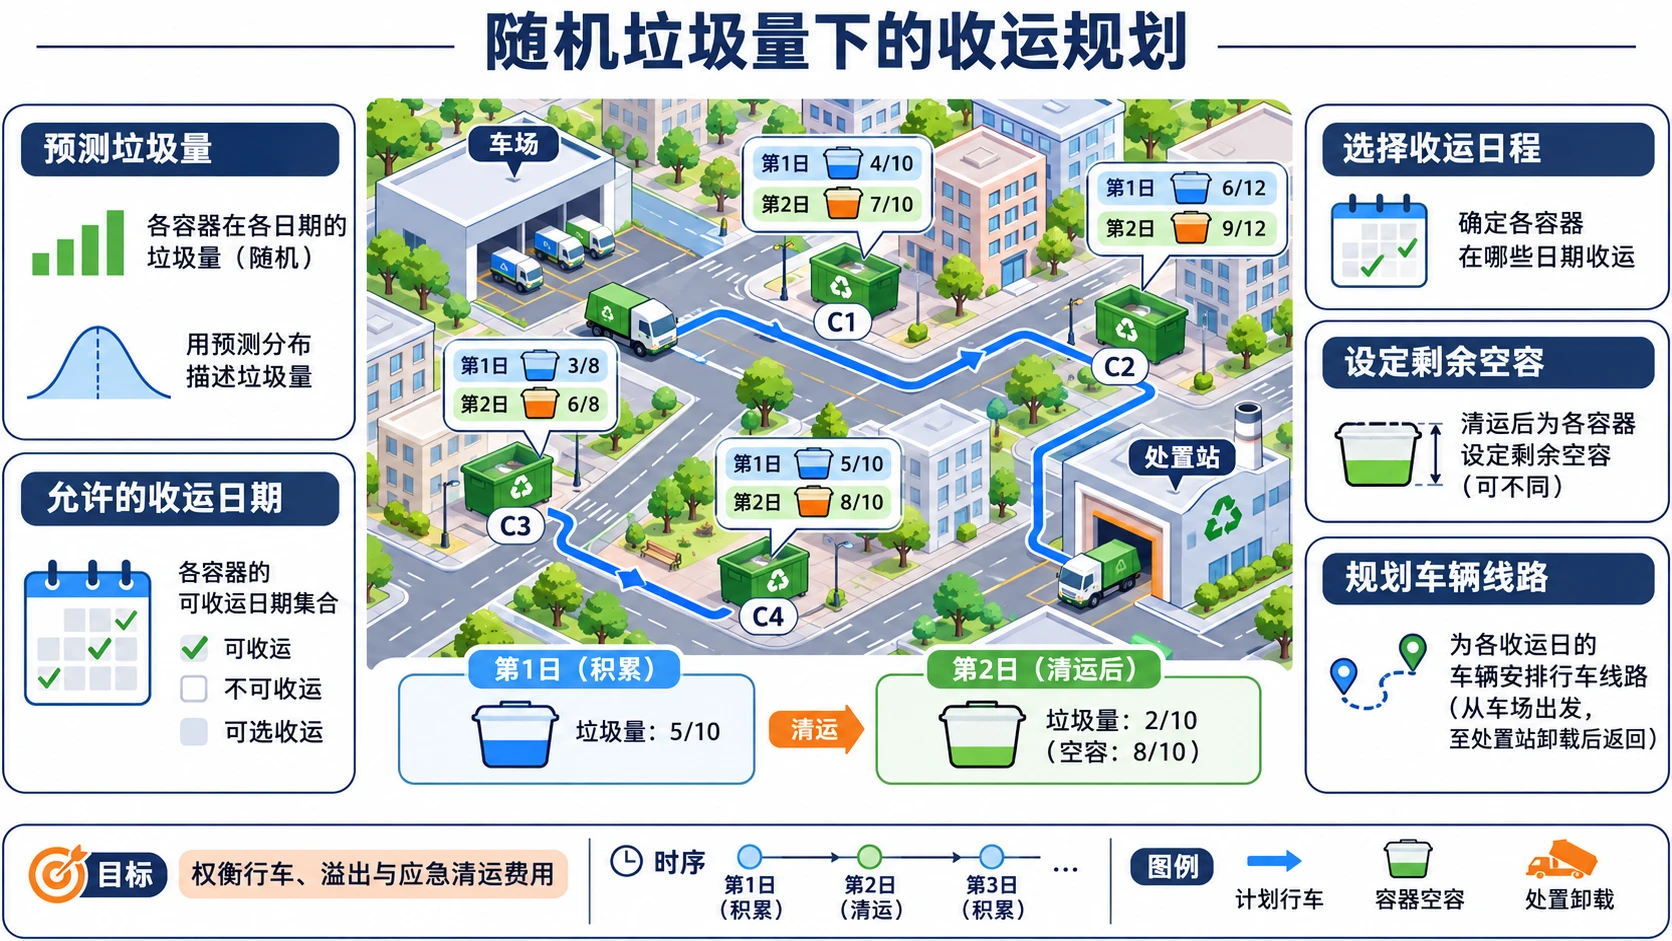 随机垃圾量下的收运规划
预测垃圾量
各容器在各日期的
垃圾量（随机）
用预测分布
描述垃圾量
允许的收运日期
各容器的
可收运日期集合
可收运
不可收运
可选收运
车场
第1日 4/10
第2日 7/10
C1
第1日 6/12
第2日 9/12
C2
第1日 3/8
第2日 6/8
C3
第1日 5/10
第2日 8/10
C4
处置站
第1日（积累）
垃圾量：5/10
清运
第2日（清运后）
垃圾量：2/10
（空容：8/10）
选择收运日程
确定各容器
在哪些日期收运
设定剩余空容
清运后为各容器
设定剩余空容
（可不同）
规划车辆线路
为各收运日的
车辆安排行车线路
（从车场出发，
至处置站卸载后返回）
目标
权衡行车、溢出与应急清运费用
时序
第1日
（积累）
第2日
（清运）
第3日
（积累）
…
图例
计划行车
容器空容
处置卸载